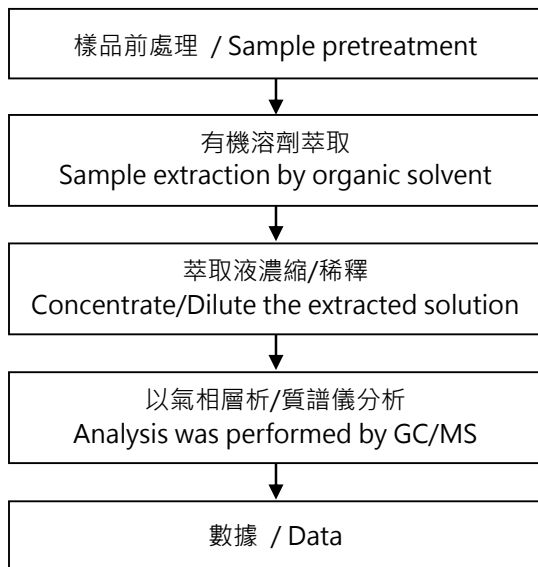 樣品前處理 / Sample pretreatment
有機溶劑萃取
Sample extraction by organic solvent
萃取液濃縮/稀釋
Concentrate/Dilute the extracted solution
以氣相層析/質譜儀分析
Analysis was performed by GC/MS
數據 / Data